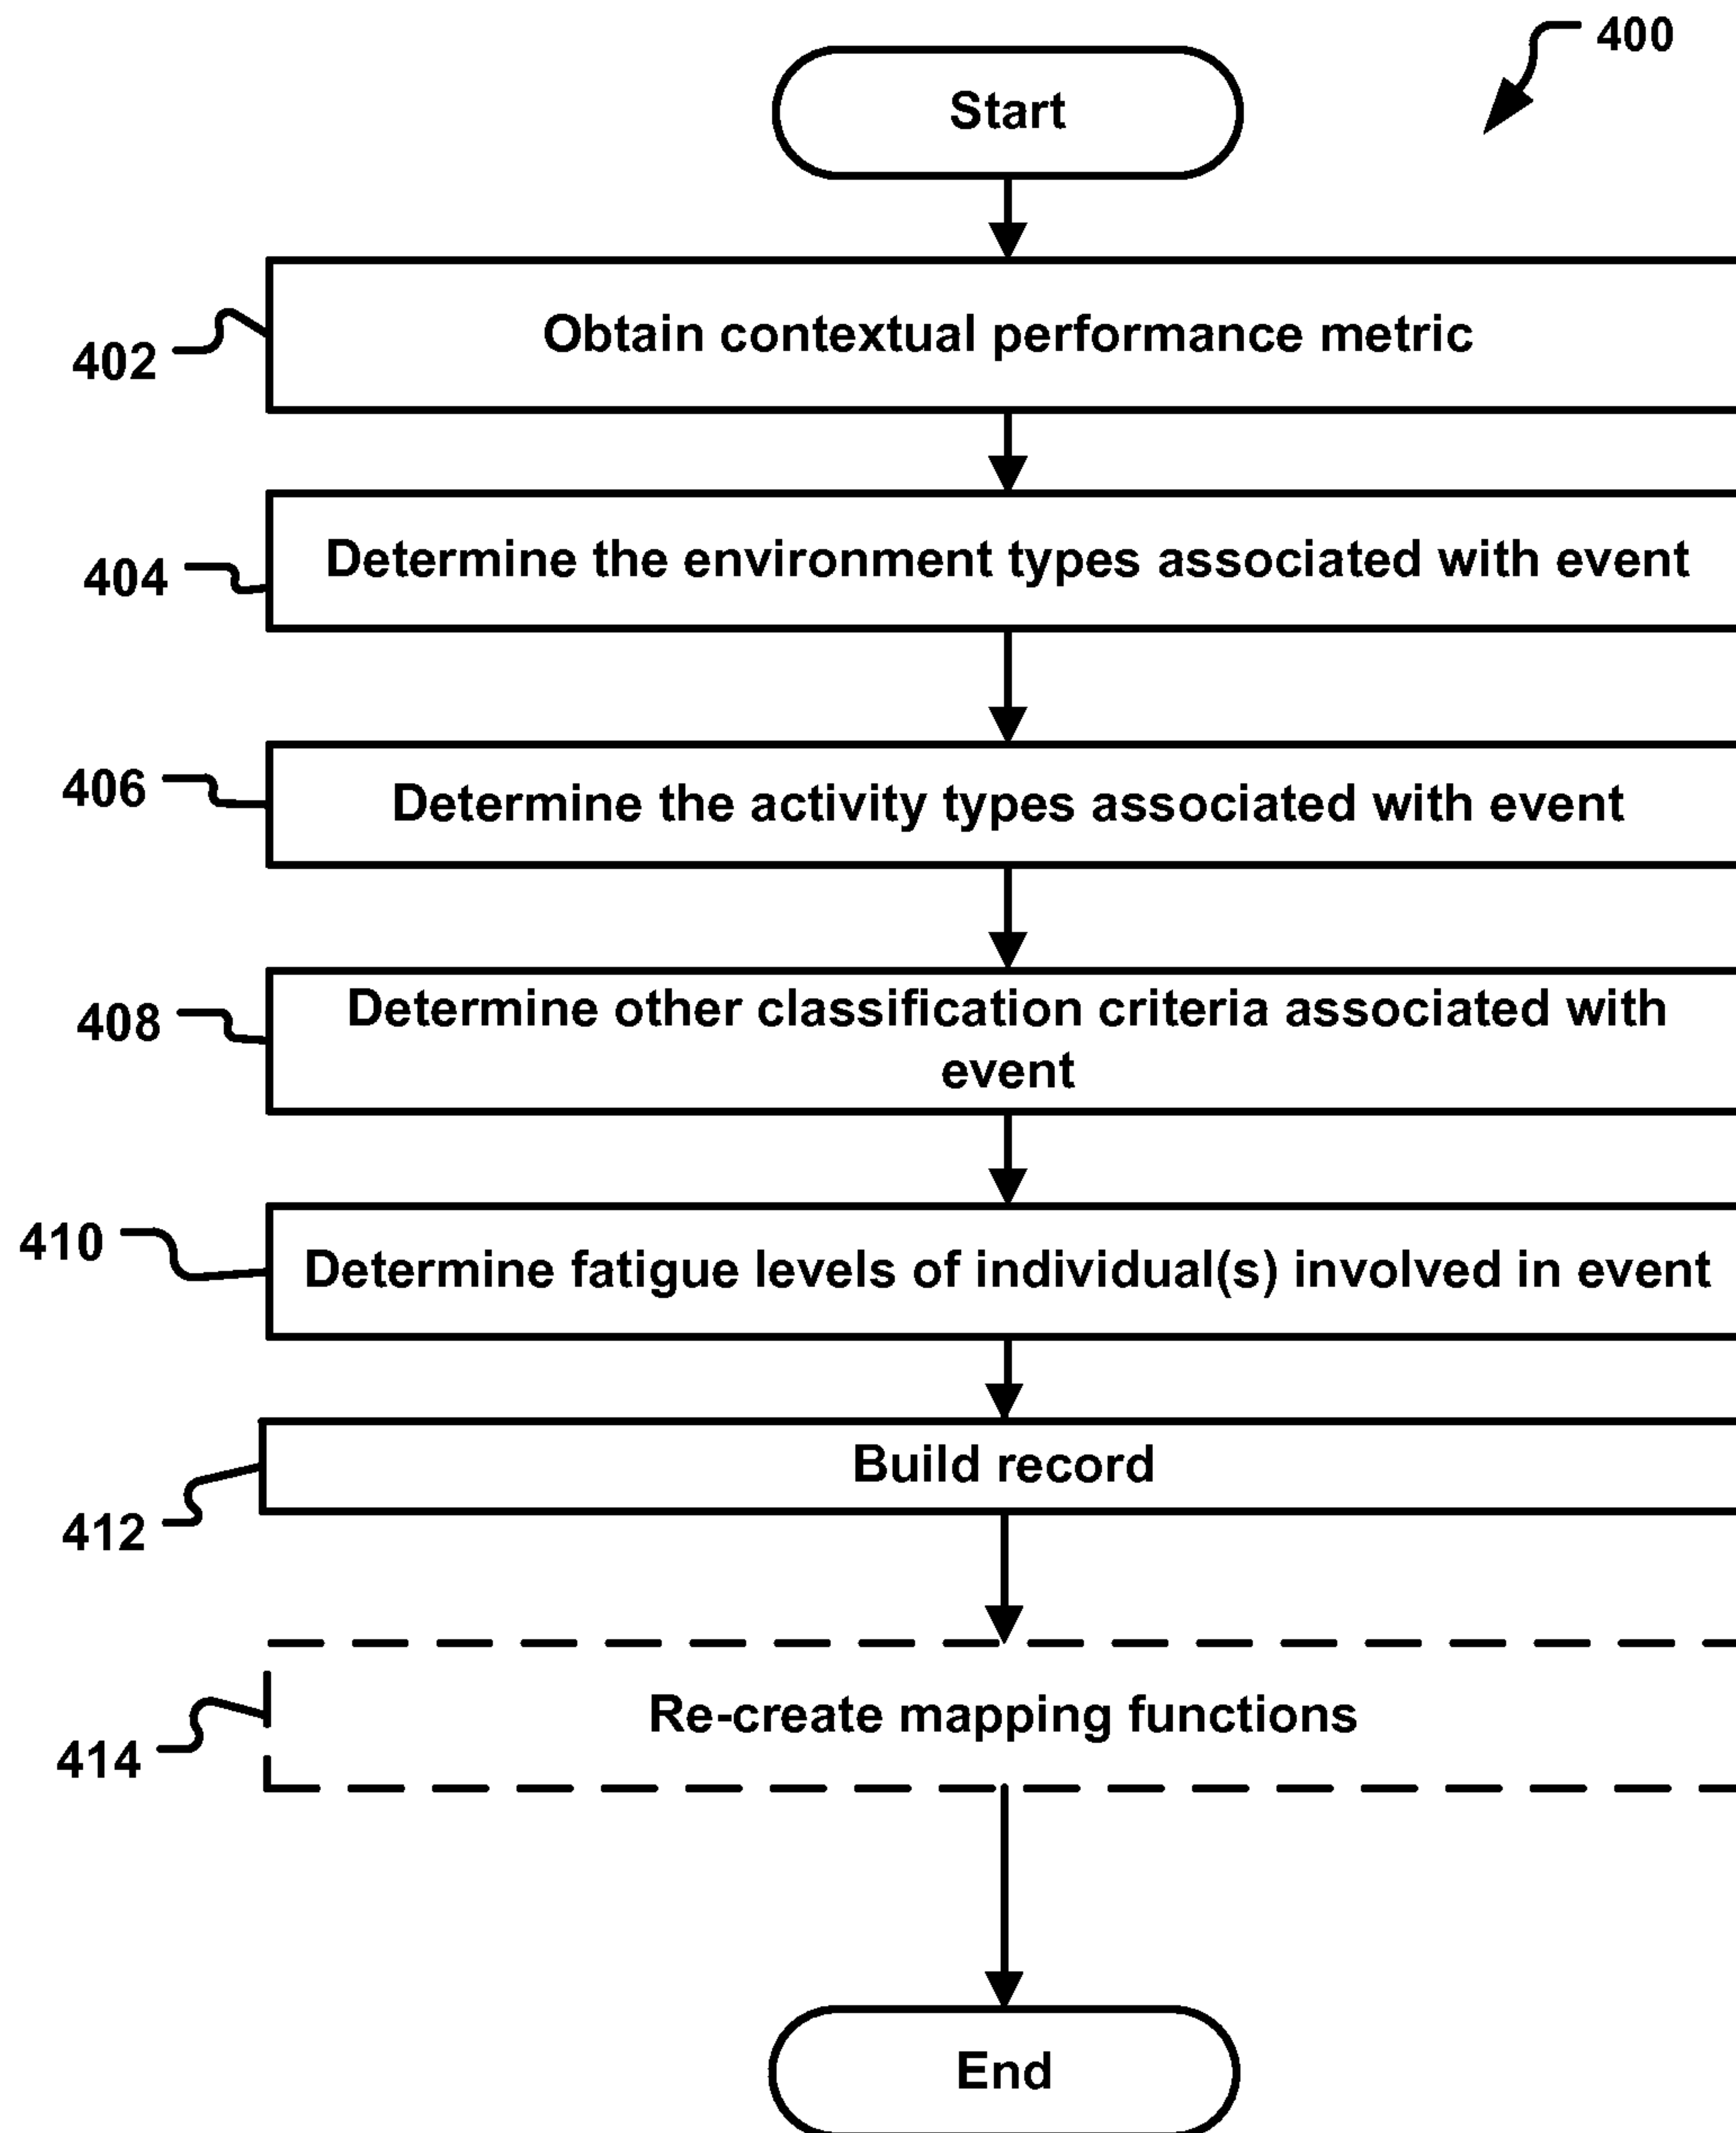 400
Start
402
Obtain contextual performance metric
404
Determine the environment types associated with event
406
Determine the activity types associated with event
408
Determine other classification criteria associated with
event
410
Determine fatigue levels of individual(s) involved in event
412
Build record
414
Re-create mapping functions
End